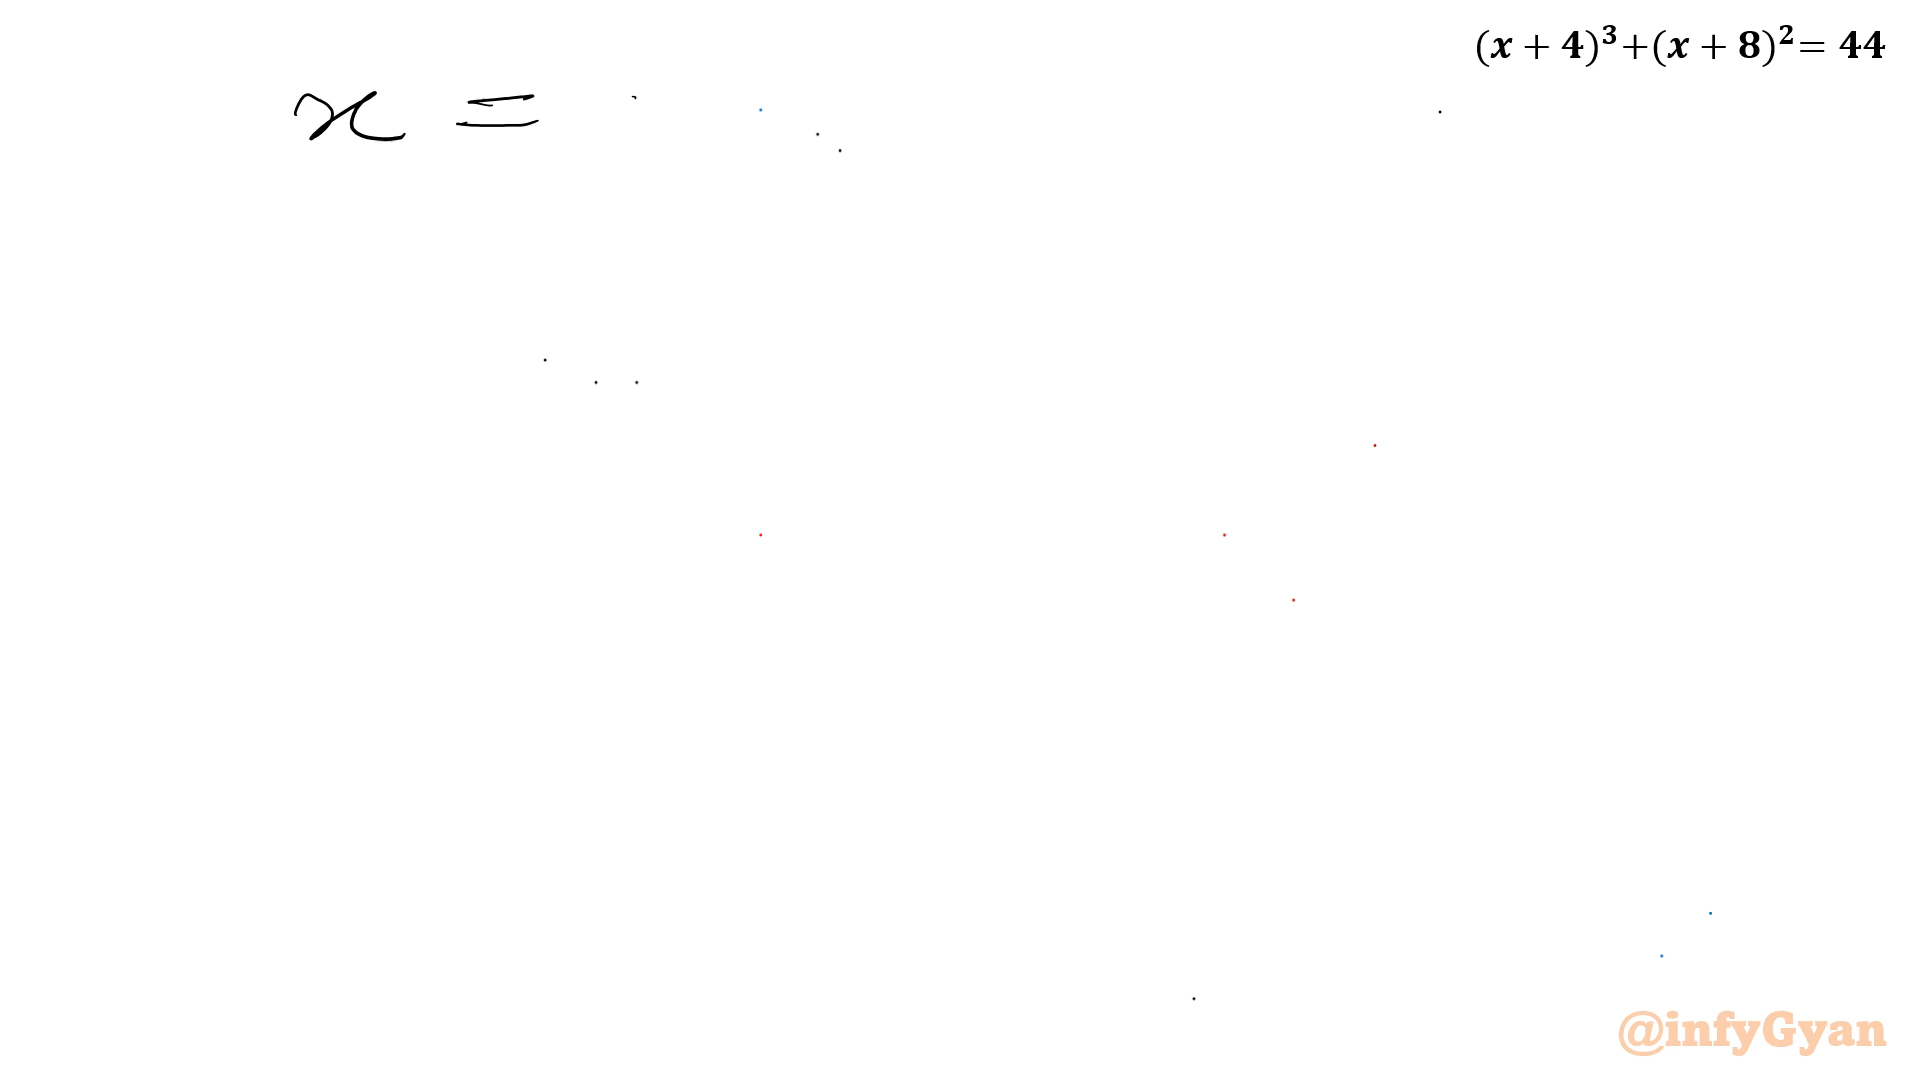 (x + 4)³+(x + 8)²= 44
x =
@infyGyan